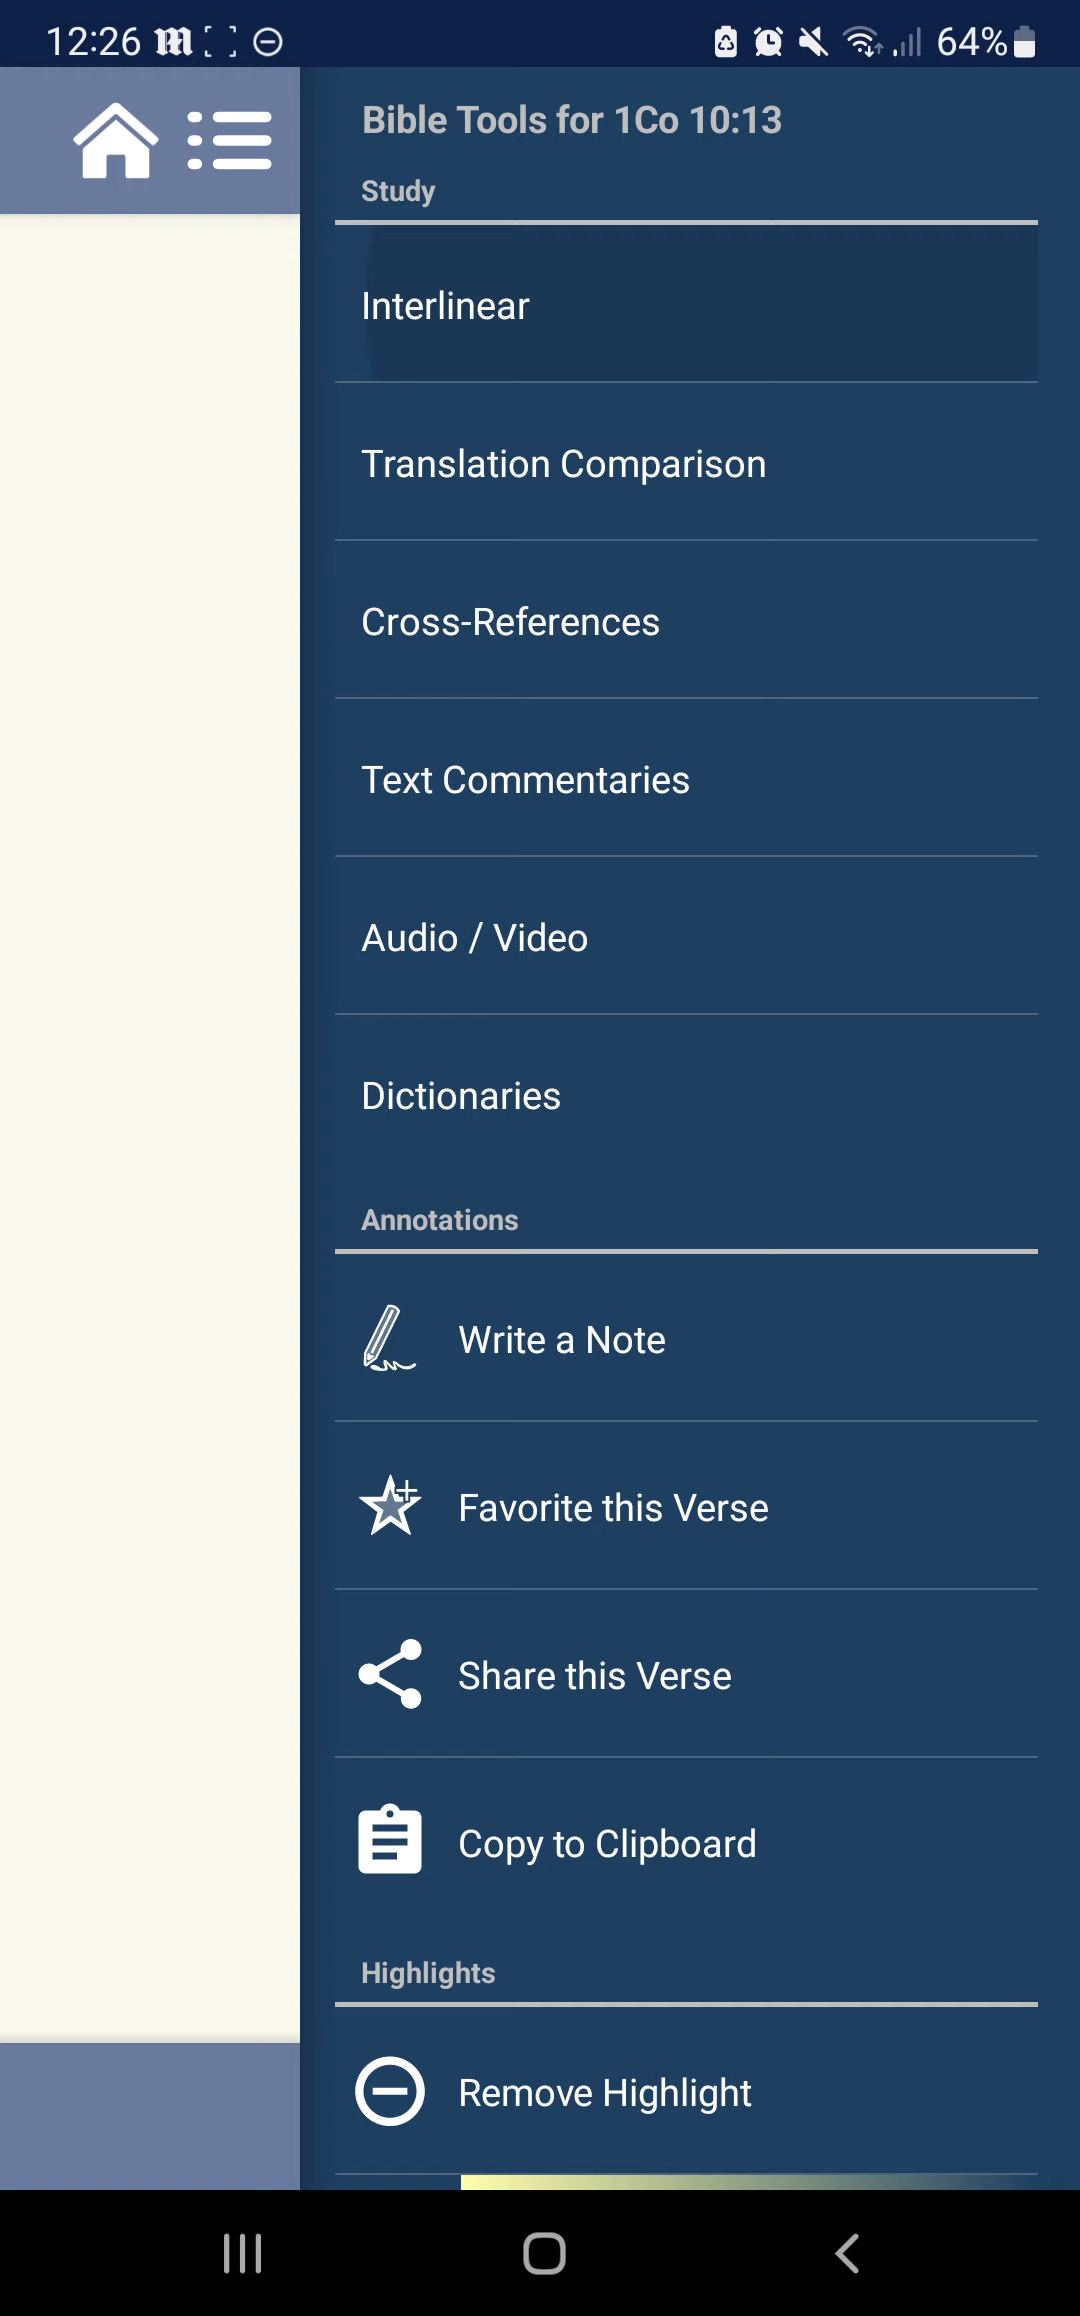 12:26 64%
Bible Tools for 1Co 10:13
Study
Interlinear
Translation Comparison
Cross-References
Text Commentaries
Audio / Video
Dictionaries
Annotations
Write a Note
Favorite this Verse
Share this Verse
Copy to Clipboard
Highlights
Remove Highlight